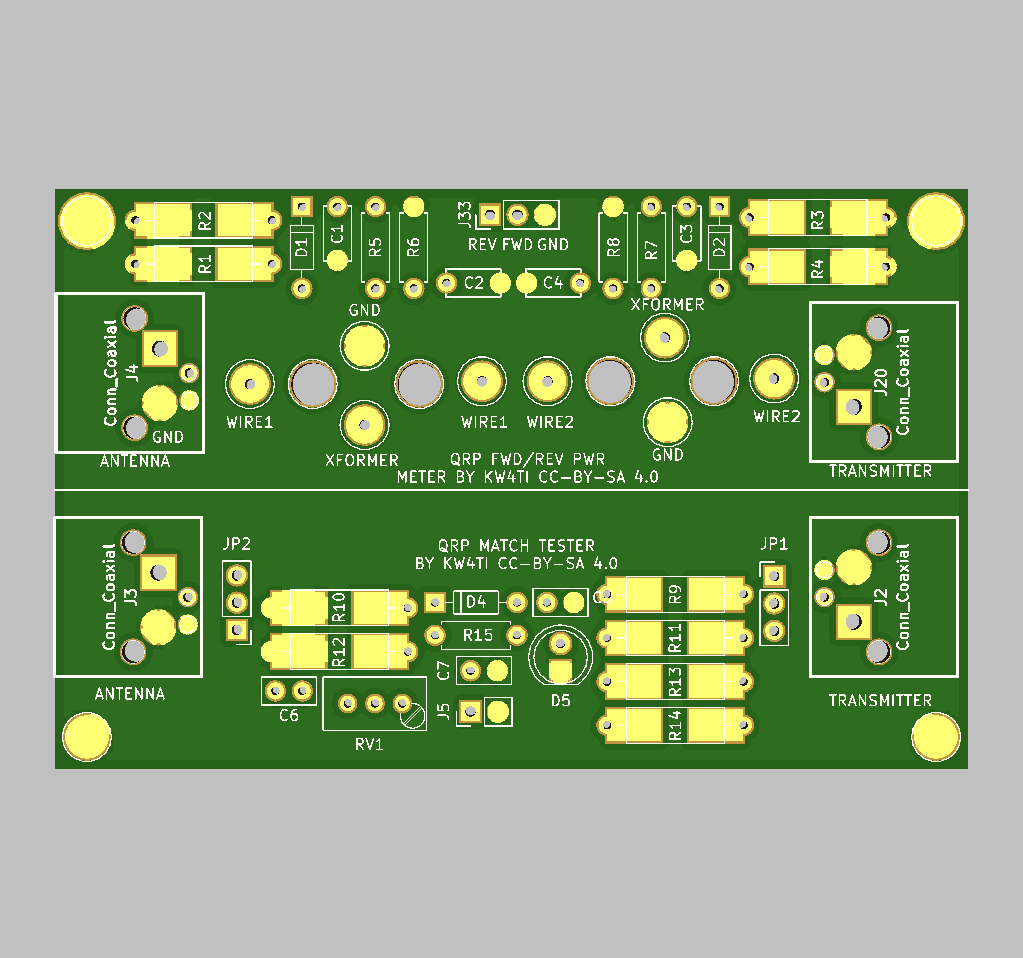 R2
D1
C1
R5
R6
J33
REV FWD GND
R8
R7
C3
D2
R3
R1
C2
C4
R4
GND
XFORMER
Conn_Coaxial
J4
GND
ANTENNA
WIRE1
XFORMER
WIRE1
WIRE2
GND
WIRE2
J20
Conn_Coaxial
TRANSMITTER
QRP FWD/REV PWR
METER BY KW4TI CC-BY-SA 4.0
QRP MATCH TESTER
BY KW4TI CC-BY-SA 4.0
JP2
JP1
Conn_Coaxial
J3
R10
D4
R9
J2
Conn_Coaxial
R12
R15
R11
C7
R13
D5
ANTENNA
C6
J5
R14
TRANSMITTER
RV1